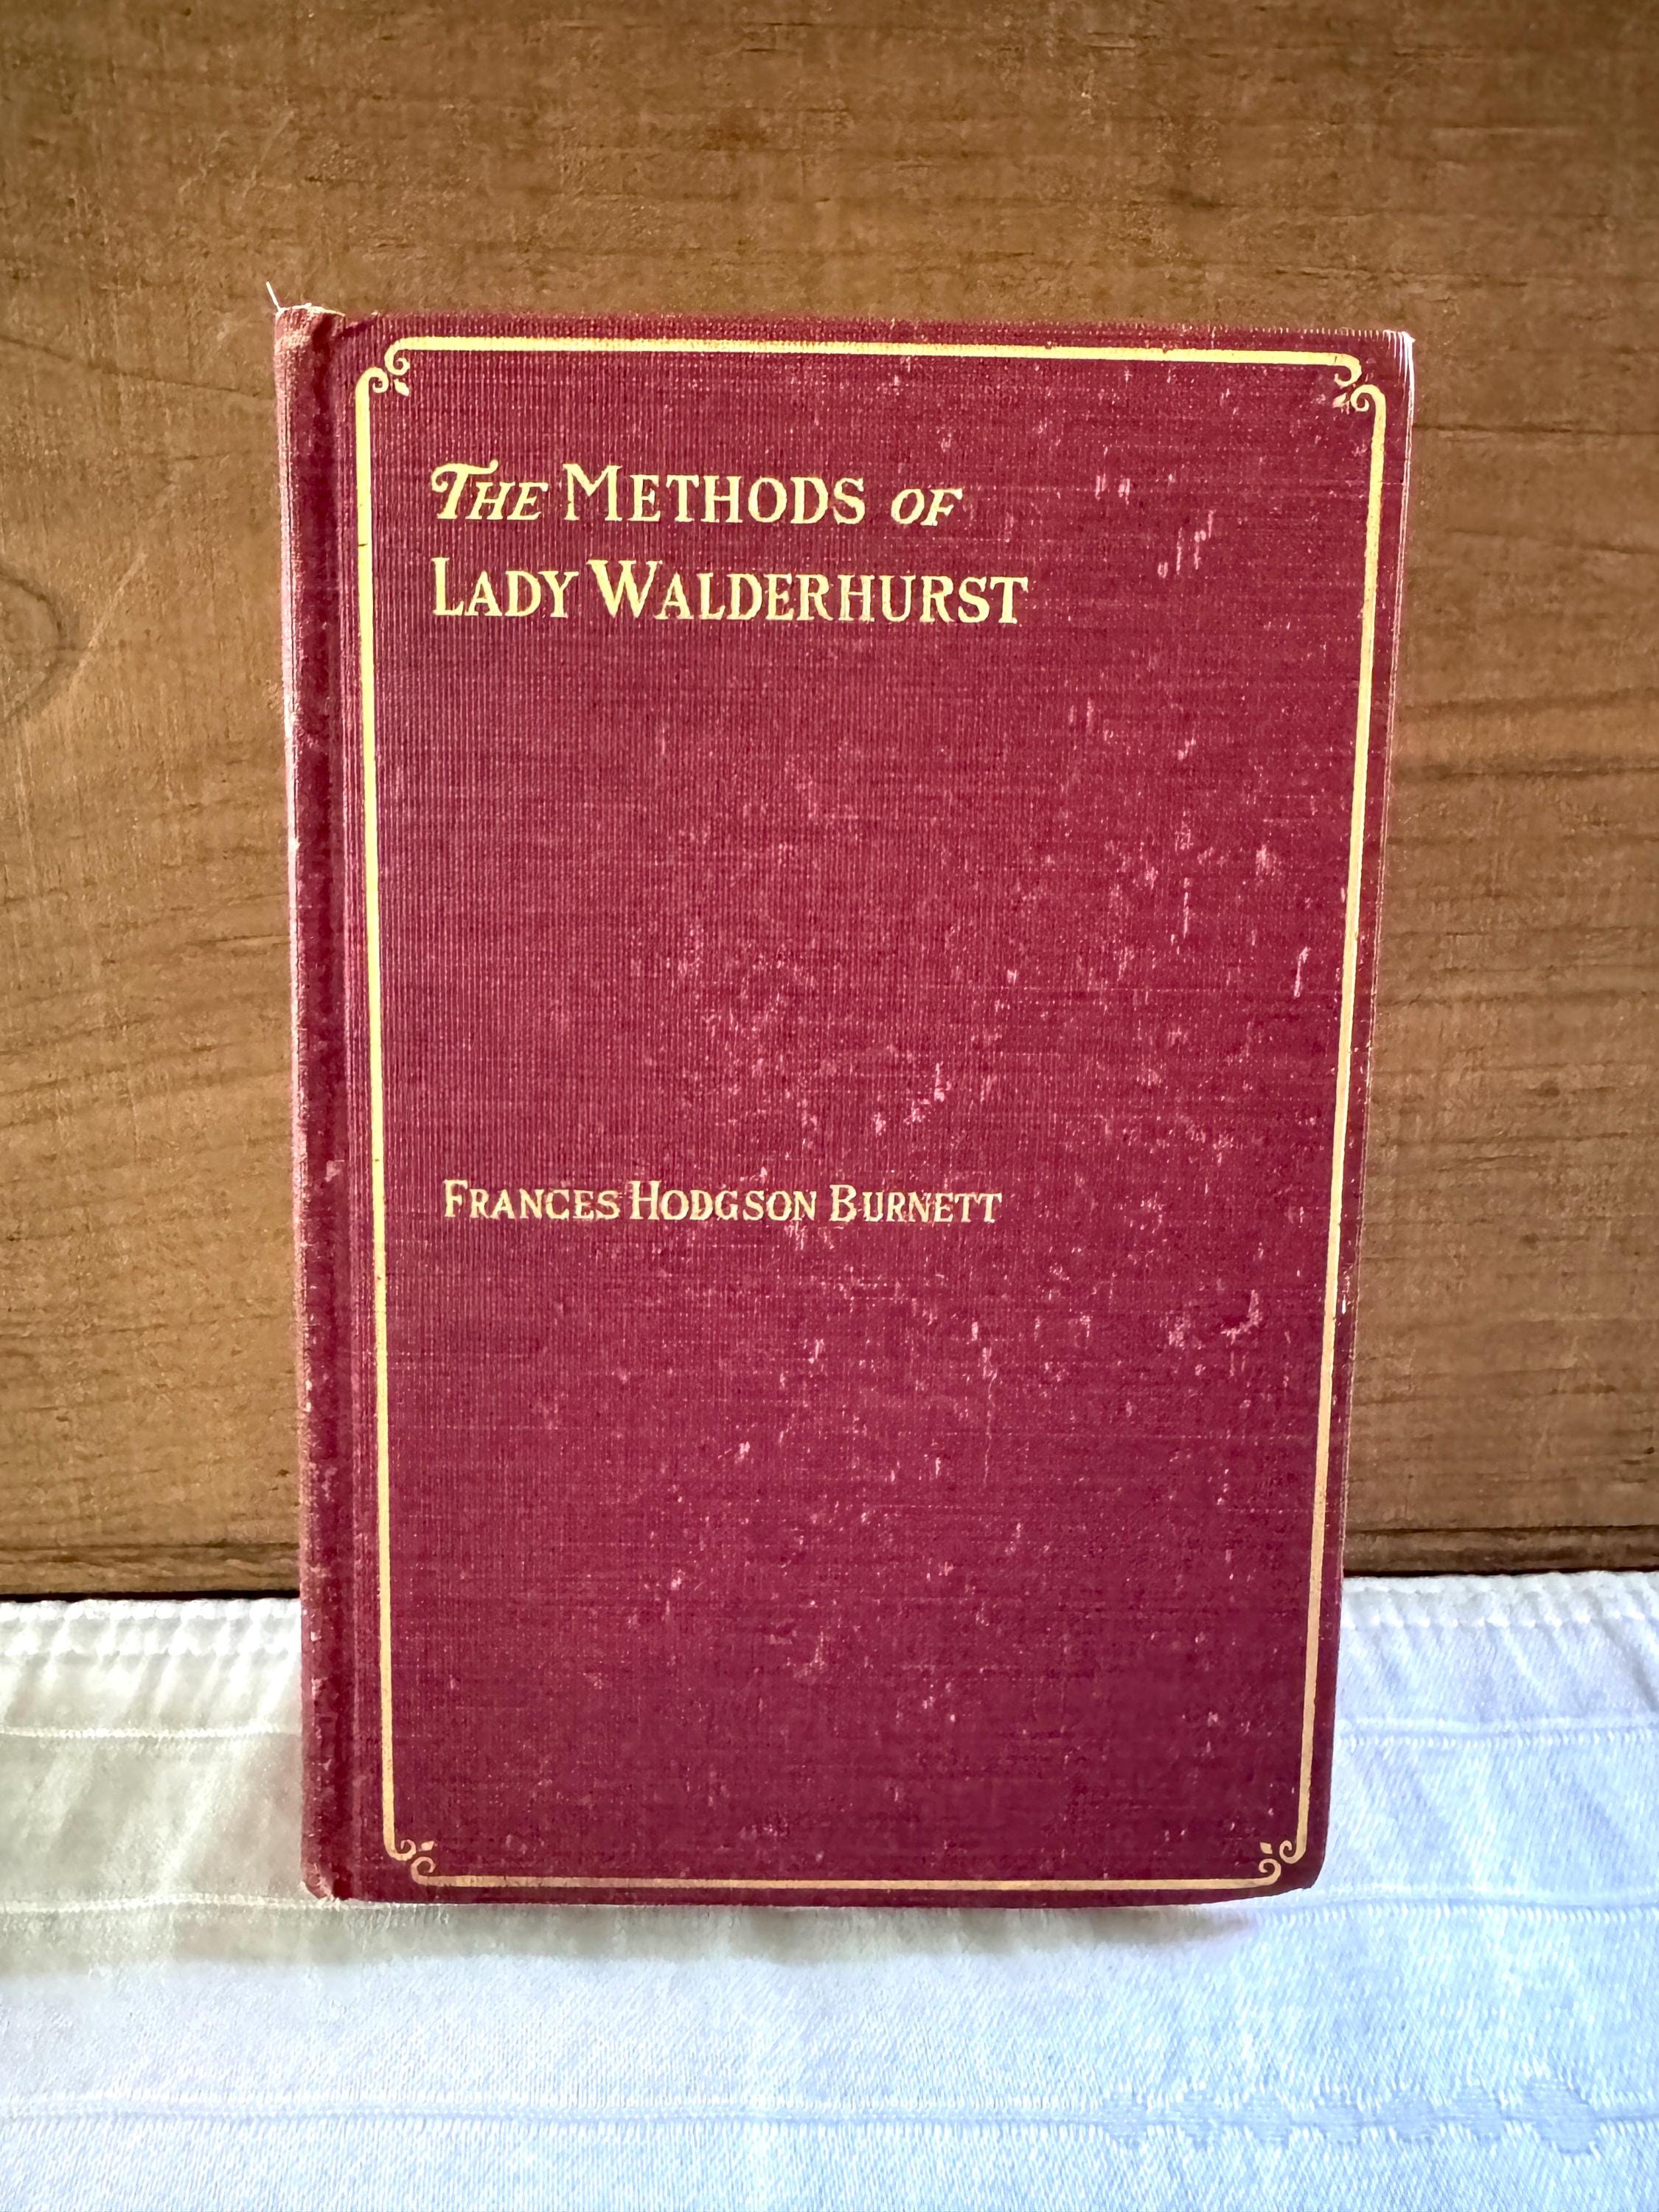 The Methods of
Lady Walderhurst
Frances Hodgson Burnett